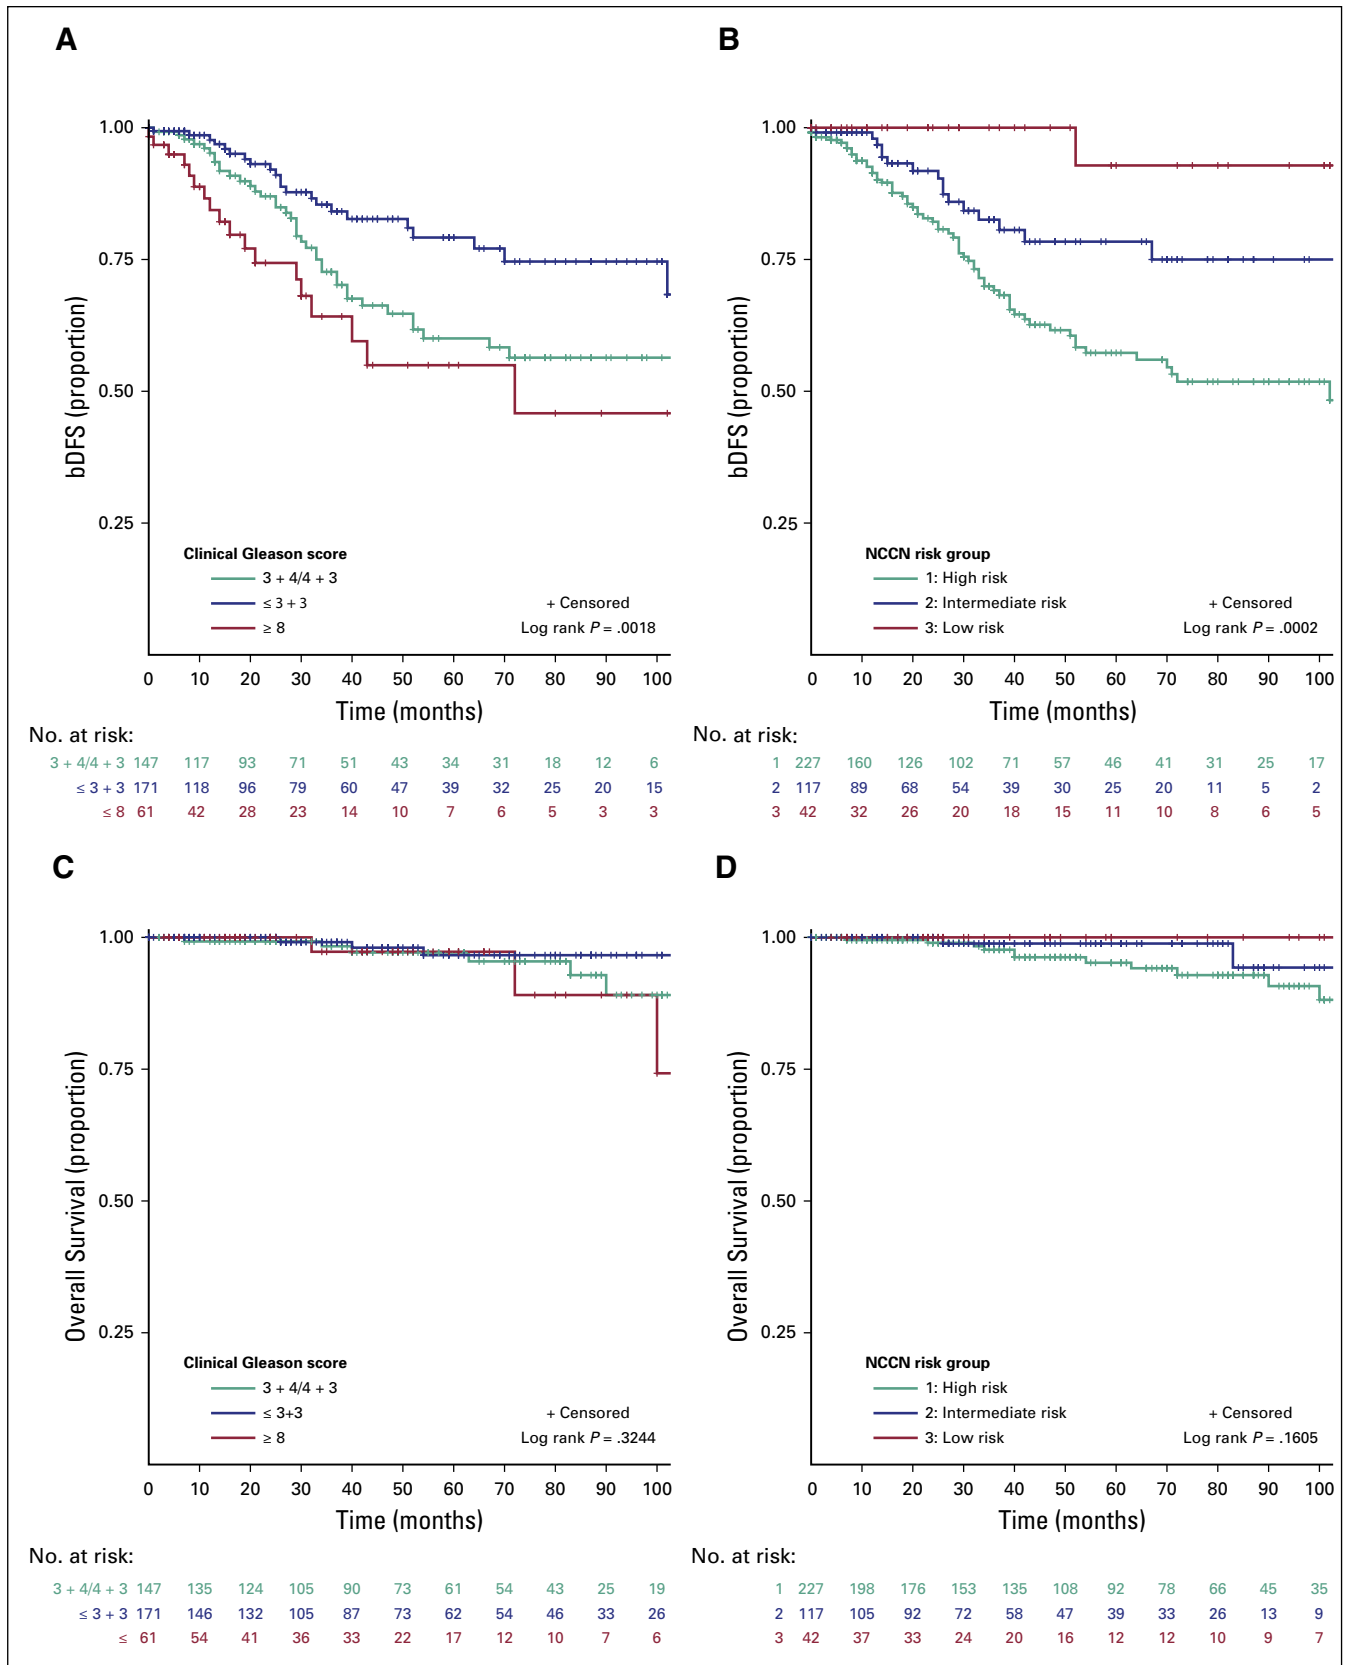 A
1.00
0.75
0.50
0.25
bDFS (proportion)
Clinical Gleason score
3 + 4/4 + 3
≤ 3 + 3
≥ 8
+ Censored
Log rank P = .0018
0 10 20 30 40 50 60 70 80 90 100
Time (months)
No. at risk:
3 + 4/4 + 3 147 117 93 71 51 43 34 31 18 12 6
≤ 3 + 3 171 118 96 79 60 47 39 32 25 20 15
≤ 8 61 42 28 23 14 10 7 6 5 3 3
B
1.00
0.75
0.50
0.25
bDFS (proportion)
NCCN risk group
1: High risk
2: Intermediate risk
3: Low risk
+ Censored
Log rank P = .0002
0 10 20 30 40 50 60 70 80 90 100
Time (months)
No. at risk:
1 227 160 126 102 71 57 46 41 31 25 17
2 117 89 68 54 39 30 25 20 11 5 2
3 42 32 26 20 18 15 11 10 8 6 5
C
1.00
0.75
0.50
0.25
Overall Survival (proportion)
Clinical Gleason score
3 + 4/4 + 3
≤ 3+3
≥ 8
+ Censored
Log rank P = .3244
0 10 20 30 40 50 60 70 80 90 100
Time (months)
No. at risk:
3 + 4/4 + 3 147 135 124 105 90 73 61 54 43 25 19
≤ 3 + 3 171 146 132 105 87 73 62 54 46 33 26
≤ 61 54 41 36 33 22 17 12 10 7 6
D
1.00
0.75
0.50
0.25
Overall Survival (proportion)
NCCN risk group
1: High risk
2: Intermediate risk
3: Low risk
+ Censored
Log rank P = .1605
0 10 20 30 40 50 60 70 80 90 100
Time (months)
No. at risk:
1 227 198 176 153 135 108 92 78 66 45 35
2 117 105 92 72 58 47 39 33 26 13 9
3 42 37 33 24 20 16 12 12 10 9 7